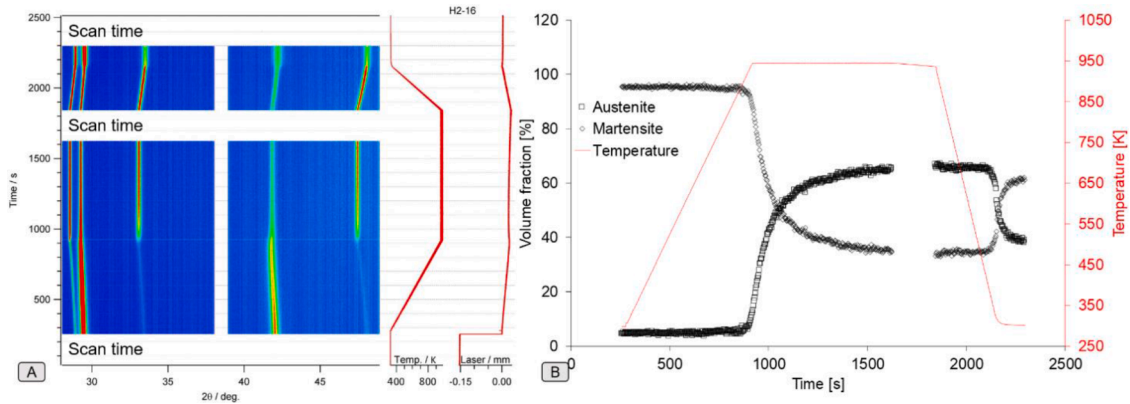 H2-16
2500
2000
1500
1000
500
Time / s
Scan time
Scan time
Scan time
30
35
40
45
2θ / deg.
Temp. / K
400
800
Laser / mm
-0.15
0.00
A
120
100
80
60
40
20
0
Volume fraction [%]
Austenite
Martensite
Temperature
1050
950
850
750
650
550
450
350
250
Temperature [K]
0
500
1000
1500
2000
2500
Time [s]
B